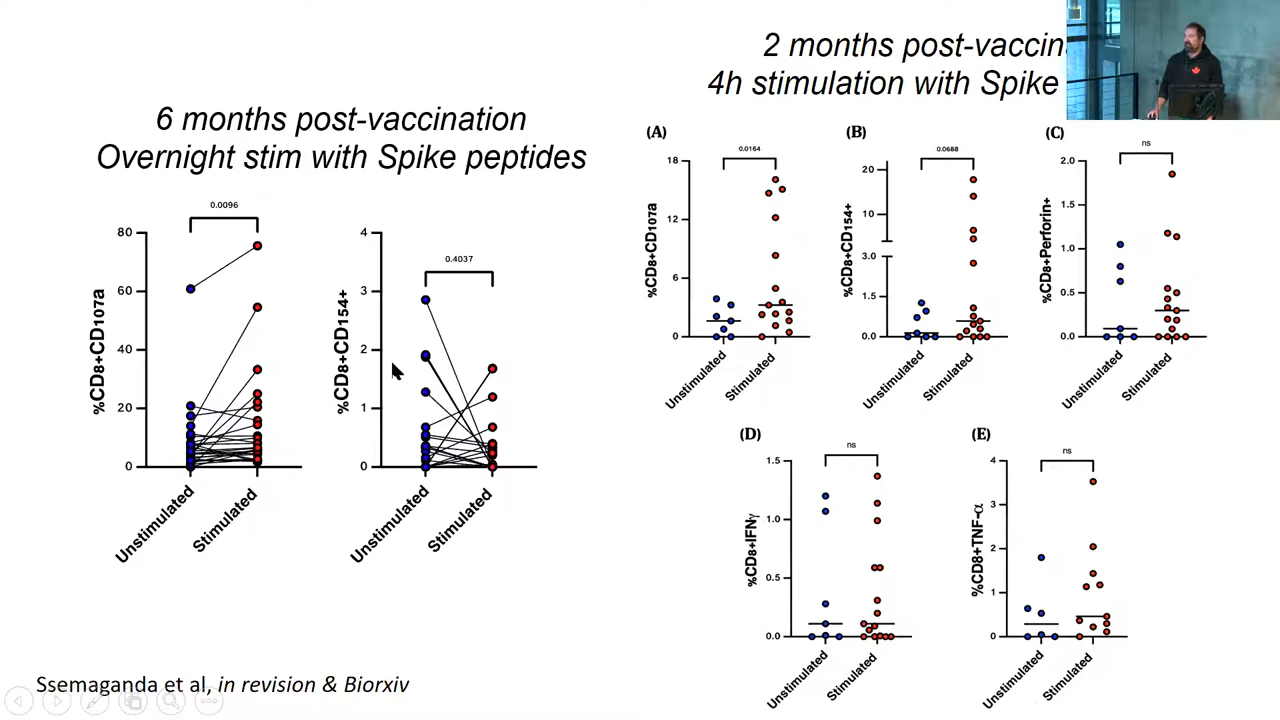 6 months post-vaccination
Overnight stim with Spike peptides
0.0096
%CD8+CD107a
80
60
40
20
0
Unstimulated
Stimulated
0.4037
%CD8+CD154+
4
3
2
1
0
Unstimulated
Stimulated
2 months post-vaccin
4h stimulation with Spike
(A)
0.0164
%CD8+CD107a
18
12
6
0
Unstimulated
Stimulated
(B)
0.0688
%CD8+CD154+
20
10
3.0
1.5
0.0
Unstimulated
Stimulated
(C)
ns
%CD8+Perforin+
2.0
1.5
1.0
0.5
0.0
Unstimulated
Stimulated
(D)
ns
%CD8+IFNγ
1.5
1.0
0.5
0.0
Unstimulated
Stimulated
(E)
ns
%CD8+TNF-α
4
3
2
1
0
Unstimulated
Stimulated
Ssemaganda et al, in revision & Biorxiv